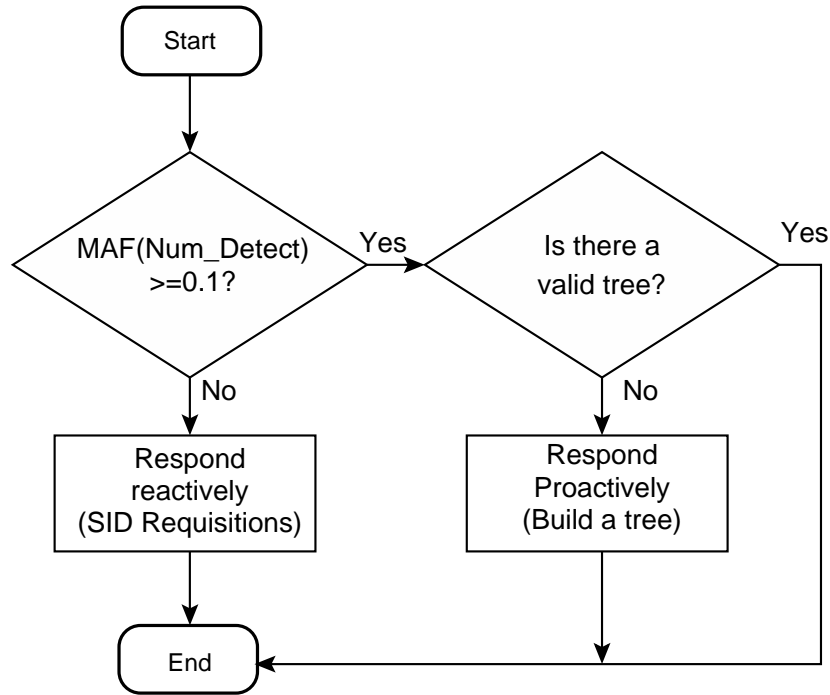 Start
MAF(Num_Detect)
>=0.1?
Yes
Is there a
valid tree?
Yes
No
No
Respond
reactively
(SID Requisitions)
Respond
Proactively
(Build a tree)
End